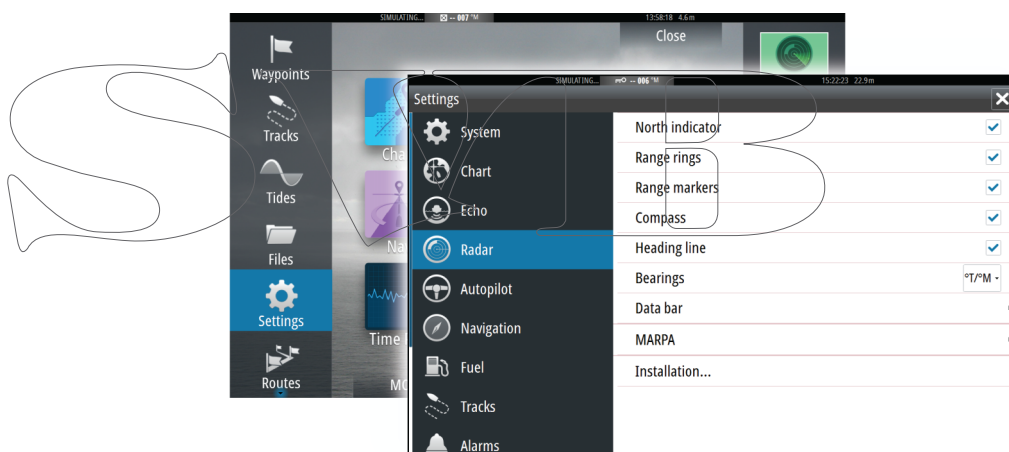 SIMULATING... -- 007 °M 13:58:18 4.6 m
Close
Waypoints
Tracks
Tides
Files
Settings
Routes
Cha
Na
Time
MO
SIMULATING... -- 006 °M 15:22:23 22.9 m
Settings
System
Chart
Echo
Radar
Autopilot
Navigation
Fuel
Tracks
Alarms
North indicator
Range rings
Range markers
Compass
Heading line
Bearings °T/°M
Data bar
MARPA
Installation...